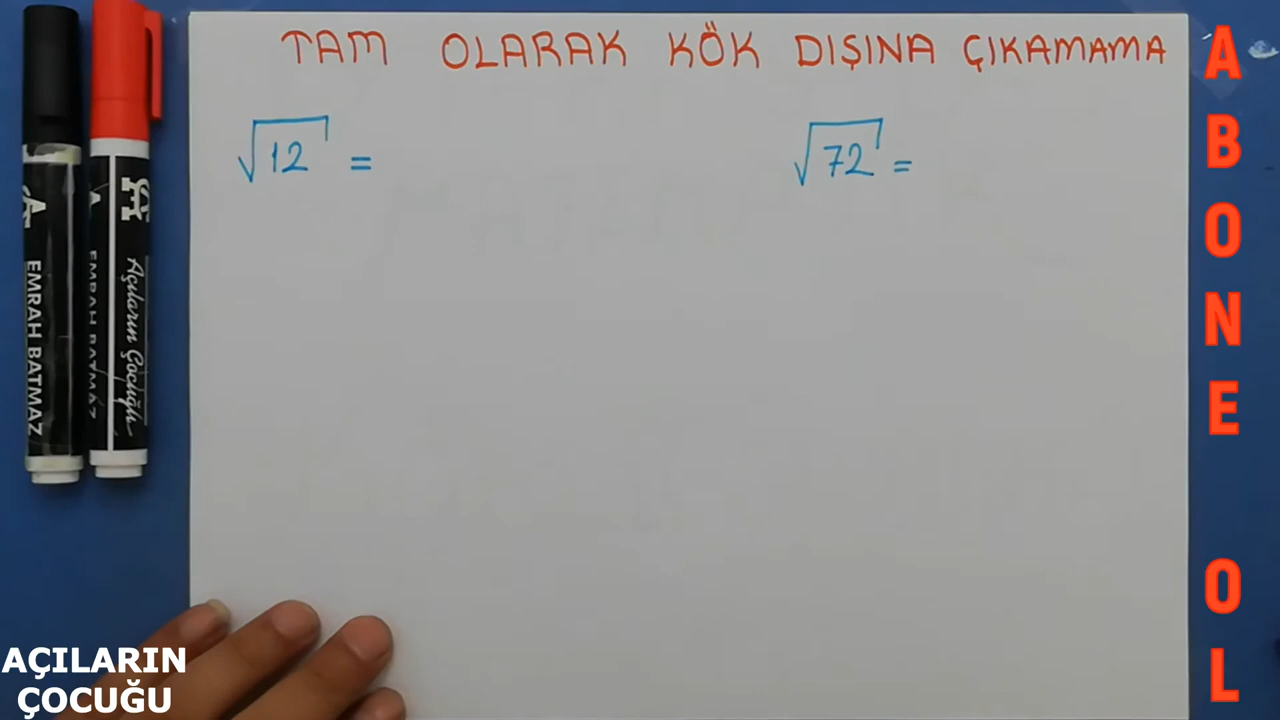 TAM OLARAK KÖK DIŞINA ÇIKAMAMA
√12 =
√72 =
EMRAH BATMAZ
EMRAH BATMAZ
Açıların Çocuğu
ABONE OL
AÇILARIN
ÇOCUĞU